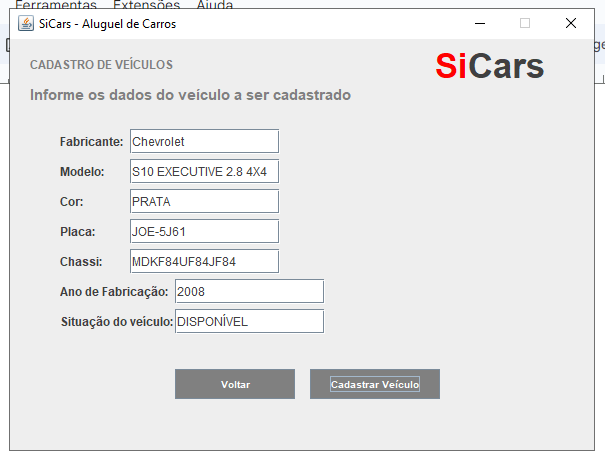 Ferramentas Extensões Ajuda
SiCars - Aluguel de Carros
CADASTRO DE VEÍCULOS
SiCars
Informe os dados do veículo a ser cadastrado
Fabricante: Chevrolet
Modelo: S10 EXECUTIVE 2.8 4X4
Cor: PRATA
Placa: JOE-5J61
Chassi: MDKF84UF84JF84
Ano de Fabricação: 2008
Situação do veículo: DISPONÍVEL
Voltar Cadastrar Veículo